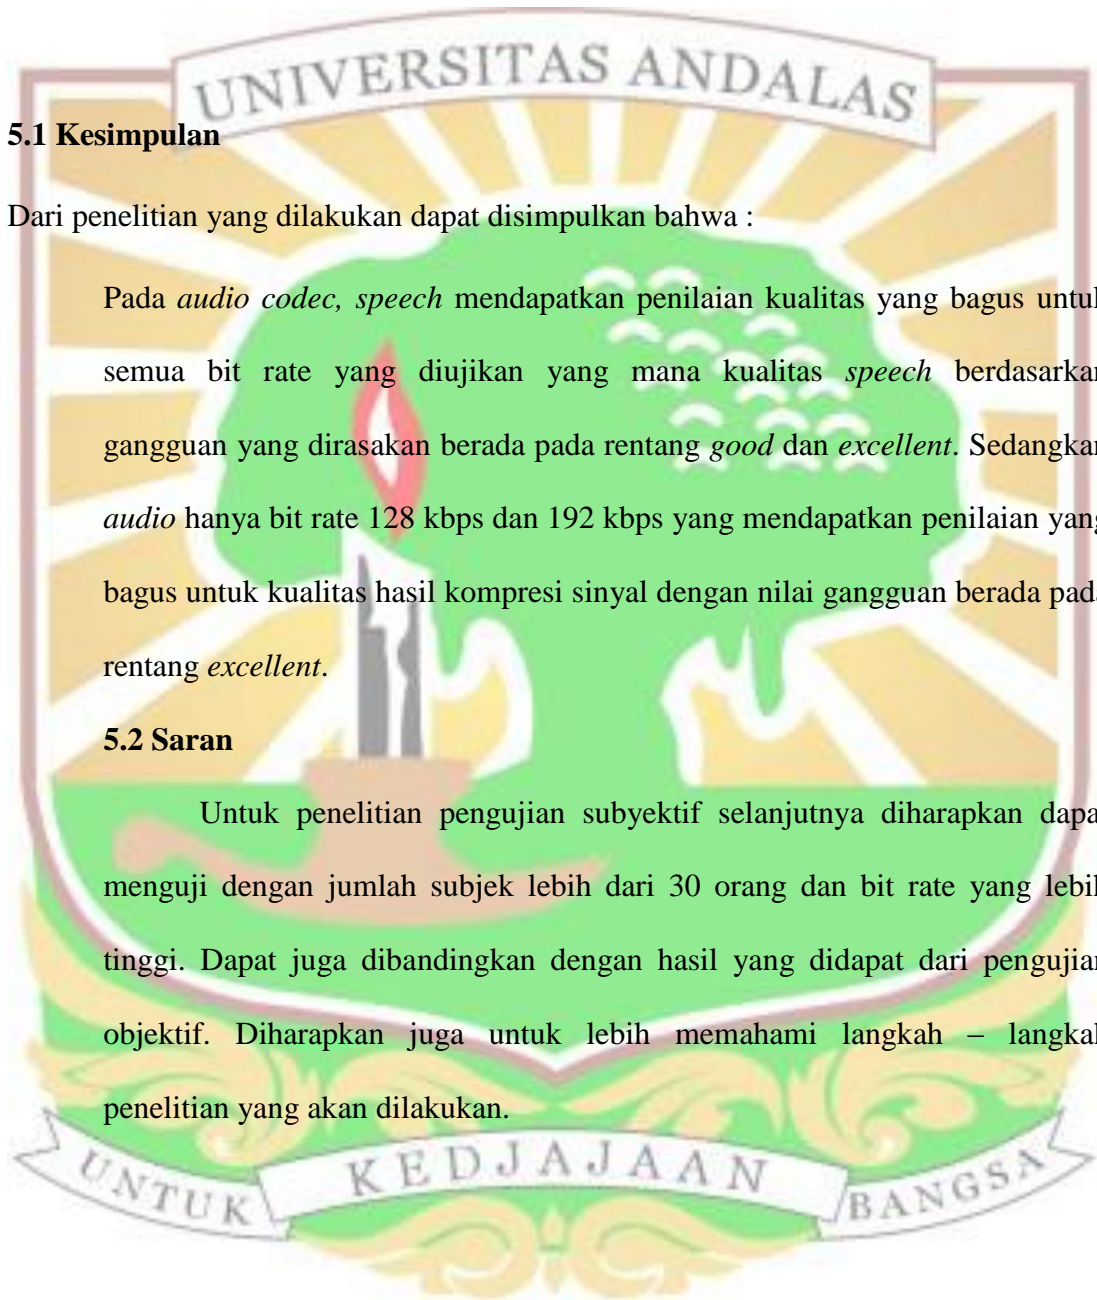 UNIVERSITAS ANDALAS
5.1 Kesimpulan
Dari penelitian yang dilakukan dapat disimpulkan bahwa :
Pada audio codec, speech mendapatkan penilaian kualitas yang bagus untuk
semua bit rate yang diujikan yang mana kualitas speech berdasarkan
gangguan yang dirasakan berada pada rentang good dan excellent. Sedangkan
audio hanya bit rate 128 kbps dan 192 kbps yang mendapatkan penilaian yang
bagus untuk kualitas hasil kompresi sinyal dengan nilai gangguan berada pada
rentang excellent.
5.2 Saran
Untuk penelitian pengujian subyektif selanjutnya diharapkan dapat
menguji dengan jumlah subjek lebih dari 30 orang dan bit rate yang lebih
tinggi. Dapat juga dibandingkan dengan hasil yang didapat dari pengujian
objektif. Diharapkan juga untuk lebih memahami langkah – langkah
penelitian yang akan dilakukan.
UNTUK KEDJAJAAN BANGSA